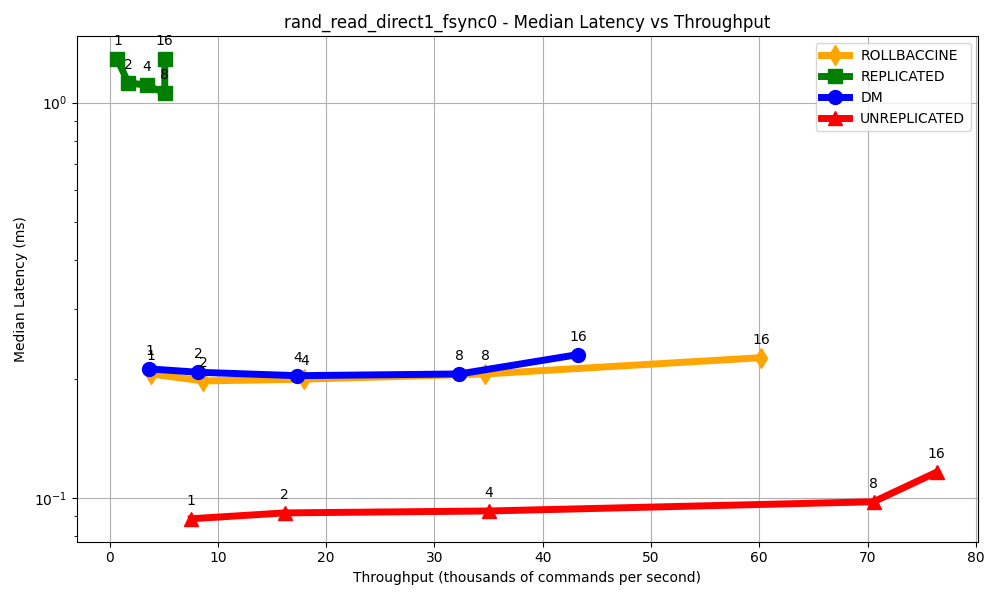 rand_read_direct1_fsync0 - Median Latency vs Throughput
ROLLBACCINE
REPLICATED
DM
UNREPLICATED
Median Latency (ms)
10⁰
10⁻¹
1
2
4
8
16
1
2
4
8
16
1
2
4
8
16
1
2
4
8
16
0 10 20 30 40 50 60 70 80
Throughput (thousands of commands per second)